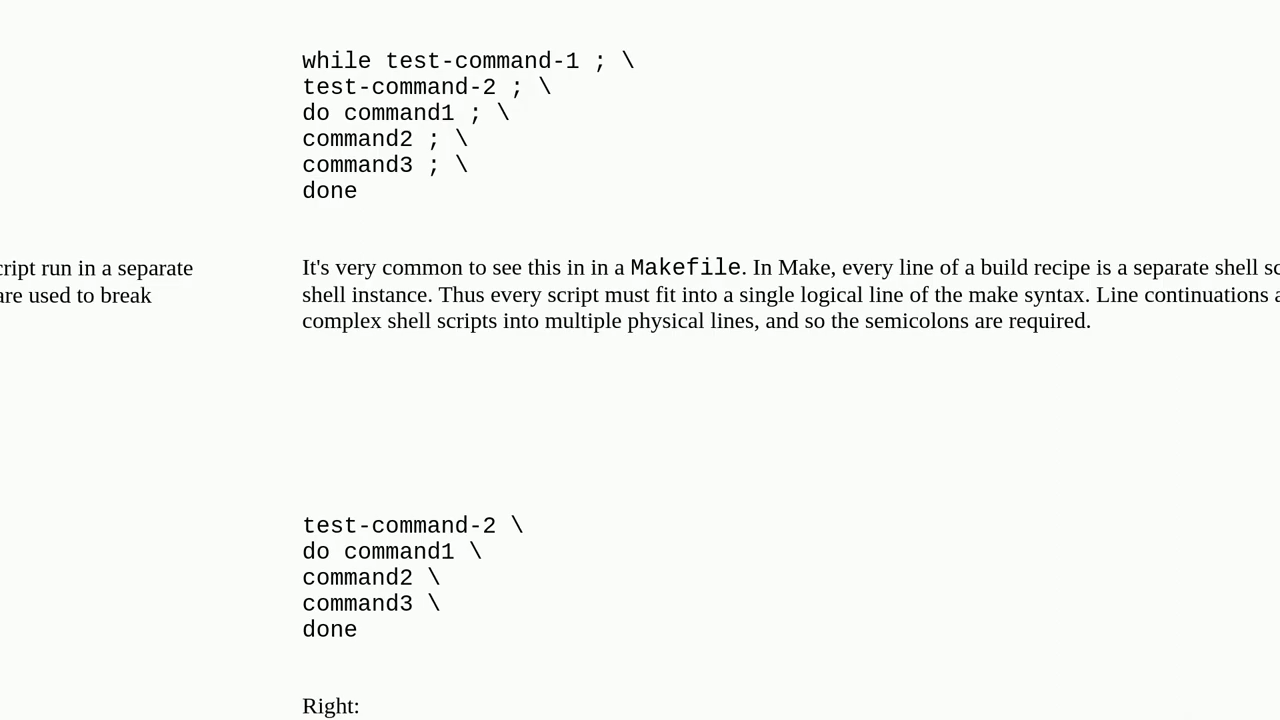 while test-command-1 ; \
test-command-2 ; \
do command1 ; \
command2 ; \
command3 ; \
done
It's very common to see this in in a Makefile. In Make, every line of a build recipe is a separate shell
shell instance. Thus every script must fit into a single logical line of the make syntax. Line continuations
complex shell scripts into multiple physical lines, and so the semicolons are required.
run in a separate
are used to break
test-command-2 \
do command1 \
command2 \
command3 \
done
Right: